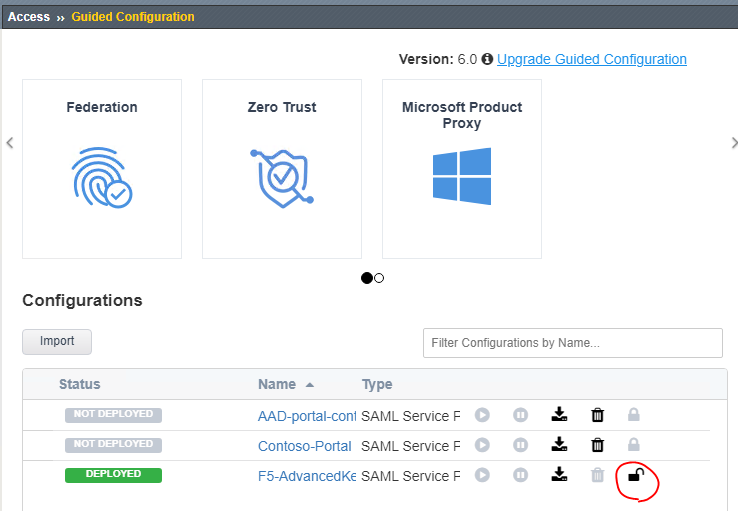 Access ›› Guided Configuration
Version: 6.0 Upgrade Guided Configuration
Federation
Zero Trust
Microsoft Product
Proxy
Configurations
Import
Filter Configurations by Name...
Status Name Type
NOT DEPLOYED AAD-portal-cont SAML Service P
NOT DEPLOYED Contoso-Portal SAML Service P
DEPLOYED F5-AdvancedKe SAML Service P